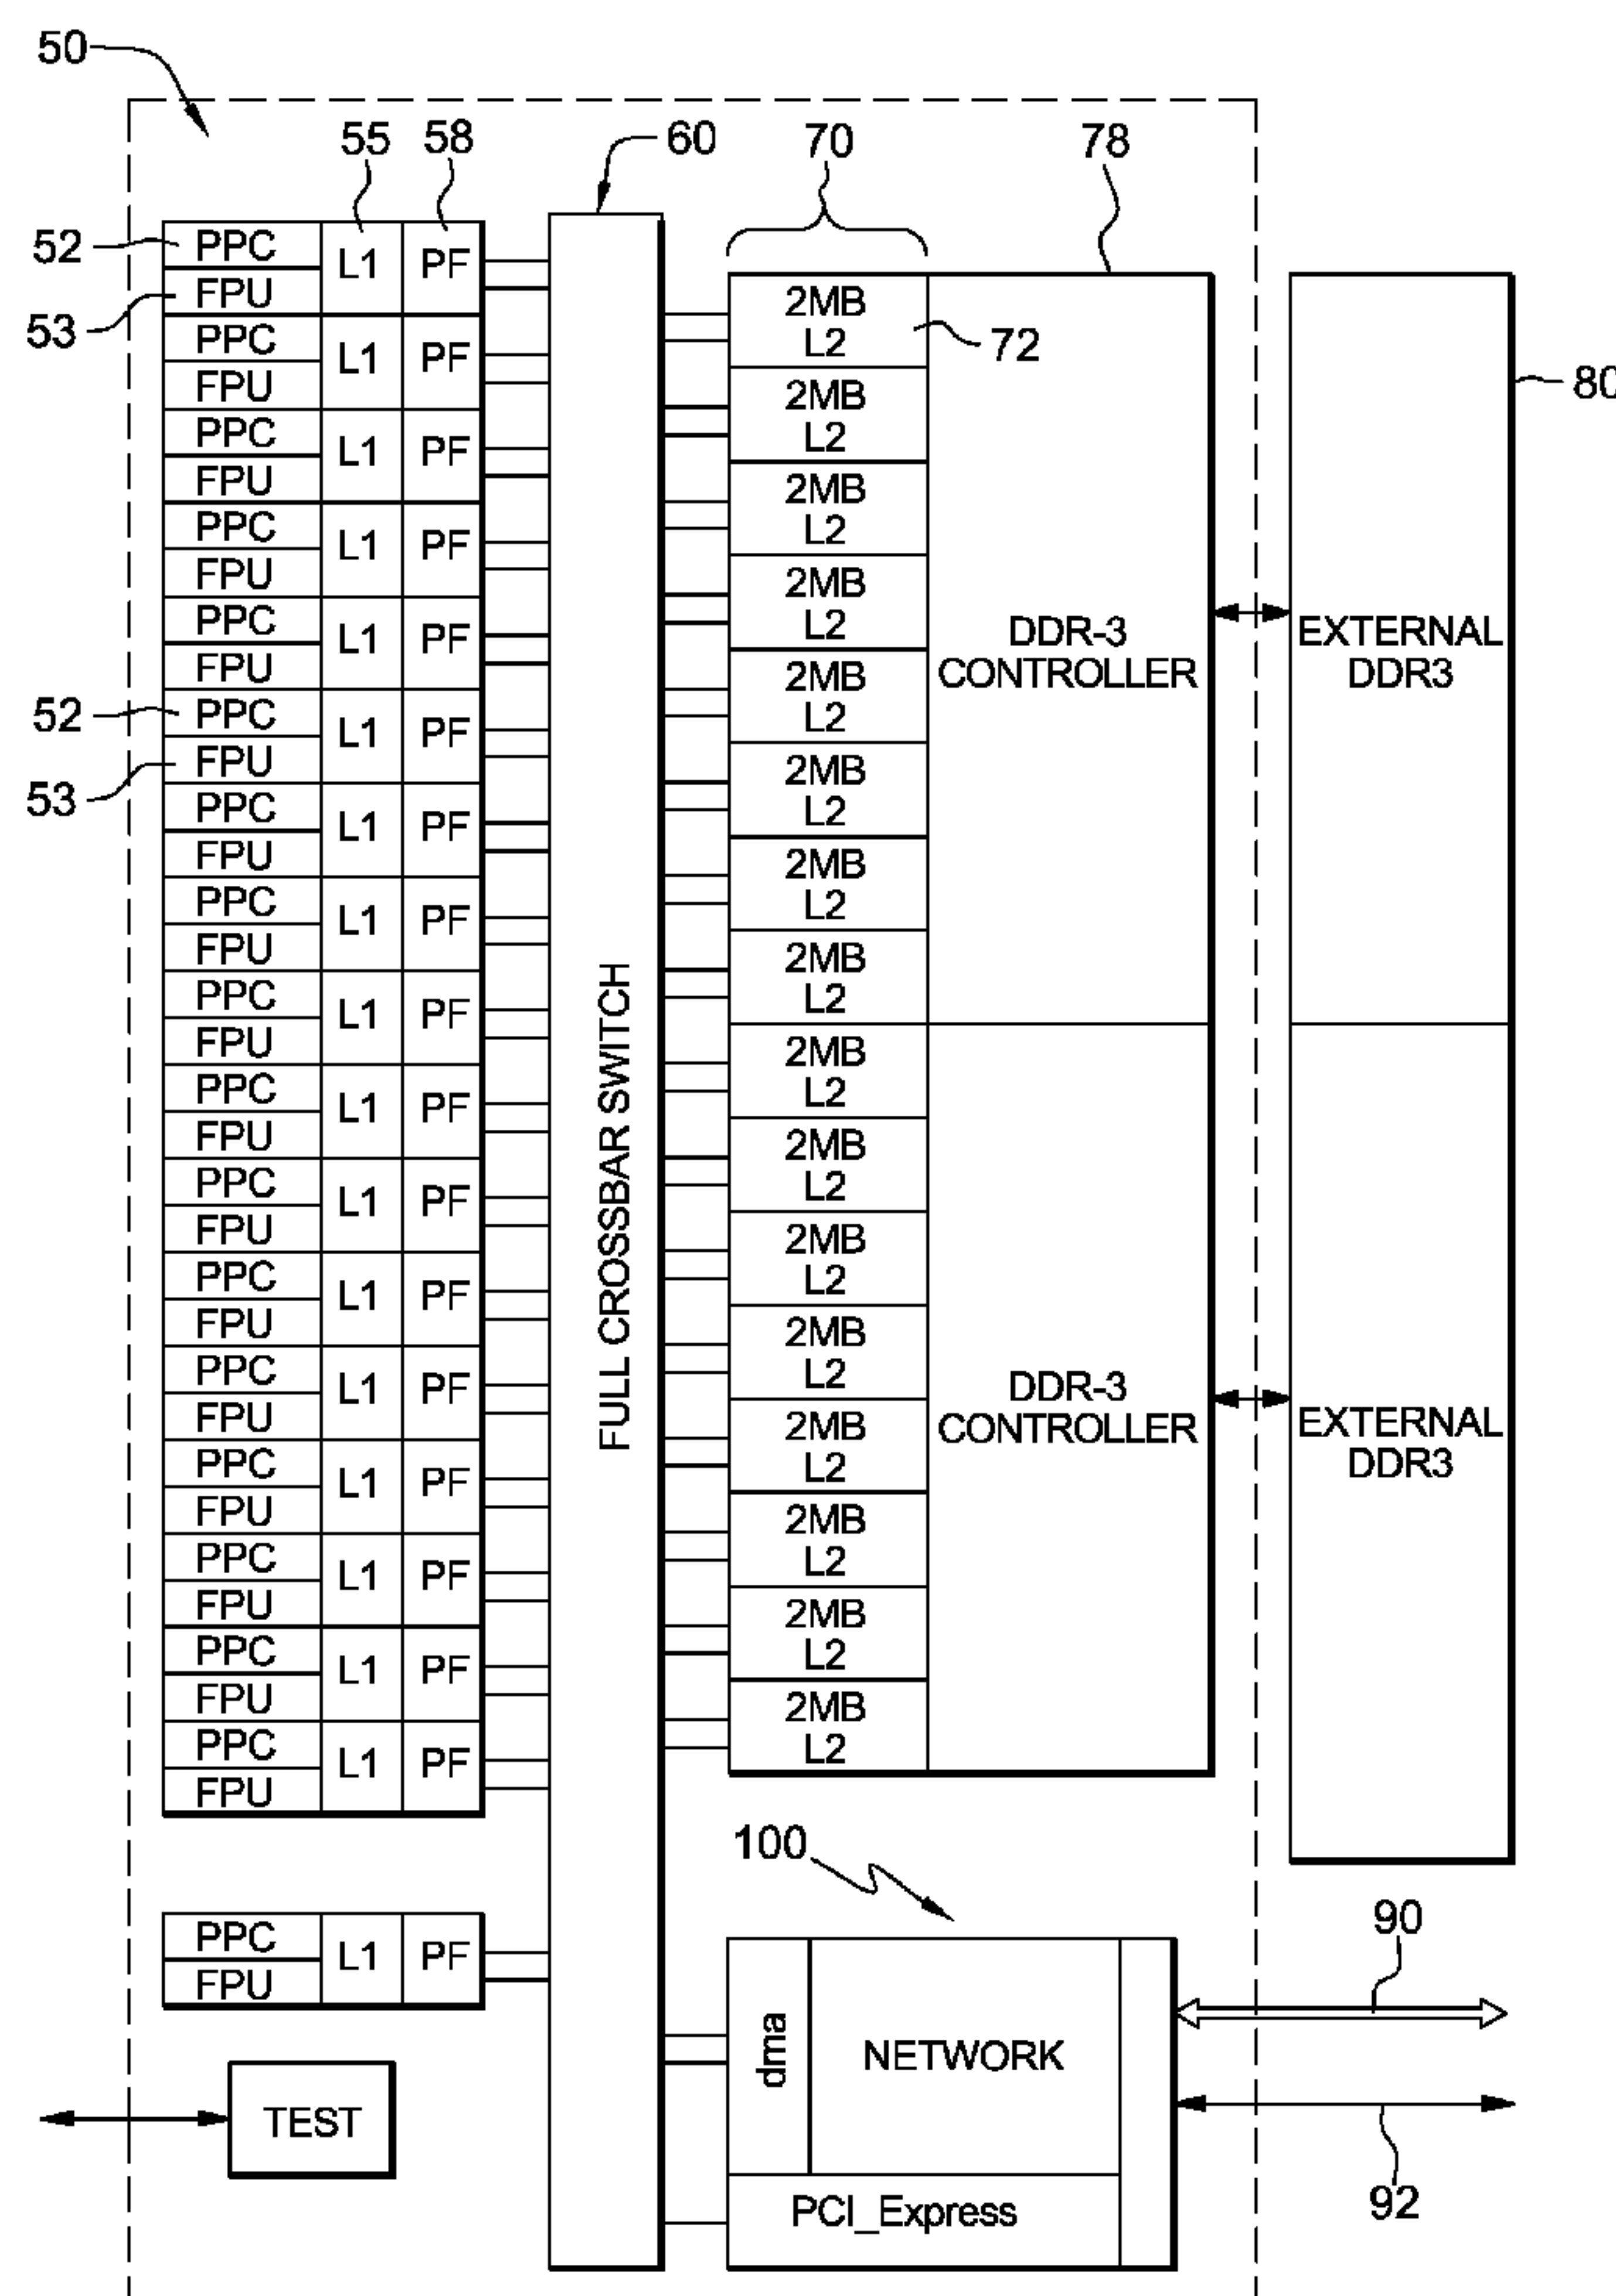 50
55
58
60
70
78
52
53
PPC
FPU
L1
PF
PPC
FPU
L1
PF
PPC
FPU
L1
PF
PPC
FPU
L1
PF
PPC
FPU
L1
PF
52
53
PPC
FPU
L1
PF
PPC
FPU
L1
PF
PPC
FPU
L1
PF
PPC
FPU
L1
PF
PPC
FPU
L1
PF
PPC
FPU
L1
PF
PPC
FPU
L1
PF
PPC
FPU
L1
PF
PPC
FPU
L1
PF
PPC
FPU
L1
PF
PPC
FPU
L1
PF
PPC
FPU
L1
PF
PPC
FPU
L1
PF
TEST
FULL CROSSBAR SWITCH
2MB
L2
72
2MB
L2
2MB
L2
2MB
L2
2MB
L2
2MB
L2
2MB
L2
2MB
L2
2MB
L2
2MB
L2
2MB
L2
2MB
L2
2MB
L2
2MB
L2
2MB
L2
2MB
L2
DDR-3
CONTROLLER
DDR-3
CONTROLLER
80
EXTERNAL
DDR3
EXTERNAL
DDR3
100
dma
NETWORK
PCI_Express
90
92